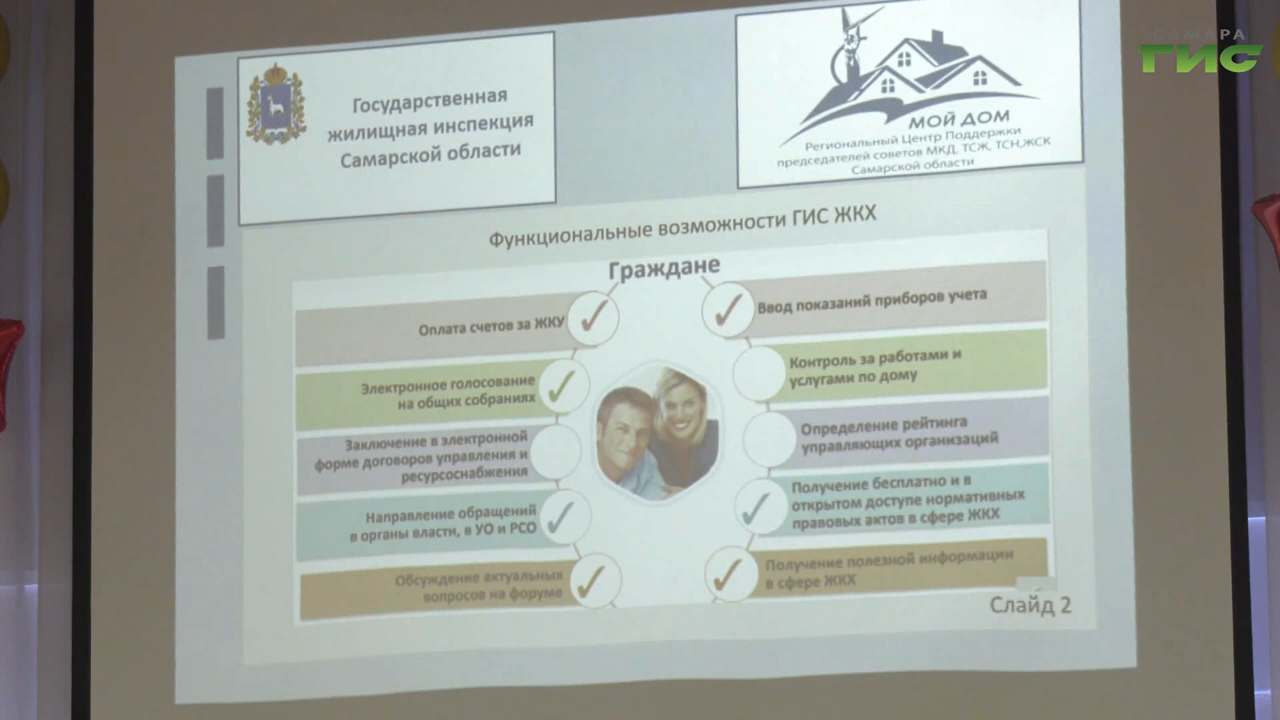 САМАРА
ГИС
Государственная
жилищная инспекция
Самарской области
МОЙ ДОМ
Региональный Центр Поддержки
председателей советов МКД, ТСЖ, ТСН,ЖСК
Самарской области
Функциональные возможности ГИС ЖКХ
Граждане
Оплата счетов за ЖКУ
Электронное голосование
на общих собраниях
Заключение в электронной
форме договоров управления и
ресурсоснабжения
Направление обращений
в органы власти, в УО и РСО
Обсуждение актуальных
вопросов на форуме
Ввод показаний приборов учета
Контроль за работами и
услугами по дому
Определение рейтинга
управляющих организаций
Получение бесплатно и в
открытом доступе нормативных
правовых актов в сфере ЖКХ
Получение полезной информации
в сфере ЖКХ
Слайд 2